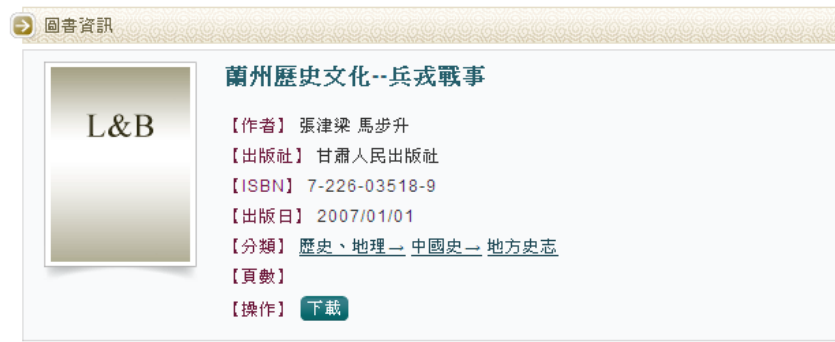 圖書資訊
蘭州歷史文化--兵戎戰事
L&B
【作者】 張津梁 馬步升
【出版社】 甘肅人民出版社
【ISBN】 7-226-03518-9
【出版日】 2007/01/01
【分類】 歷史、地理→ 中國史→ 地方史志
【頁數】
【操作】 下載